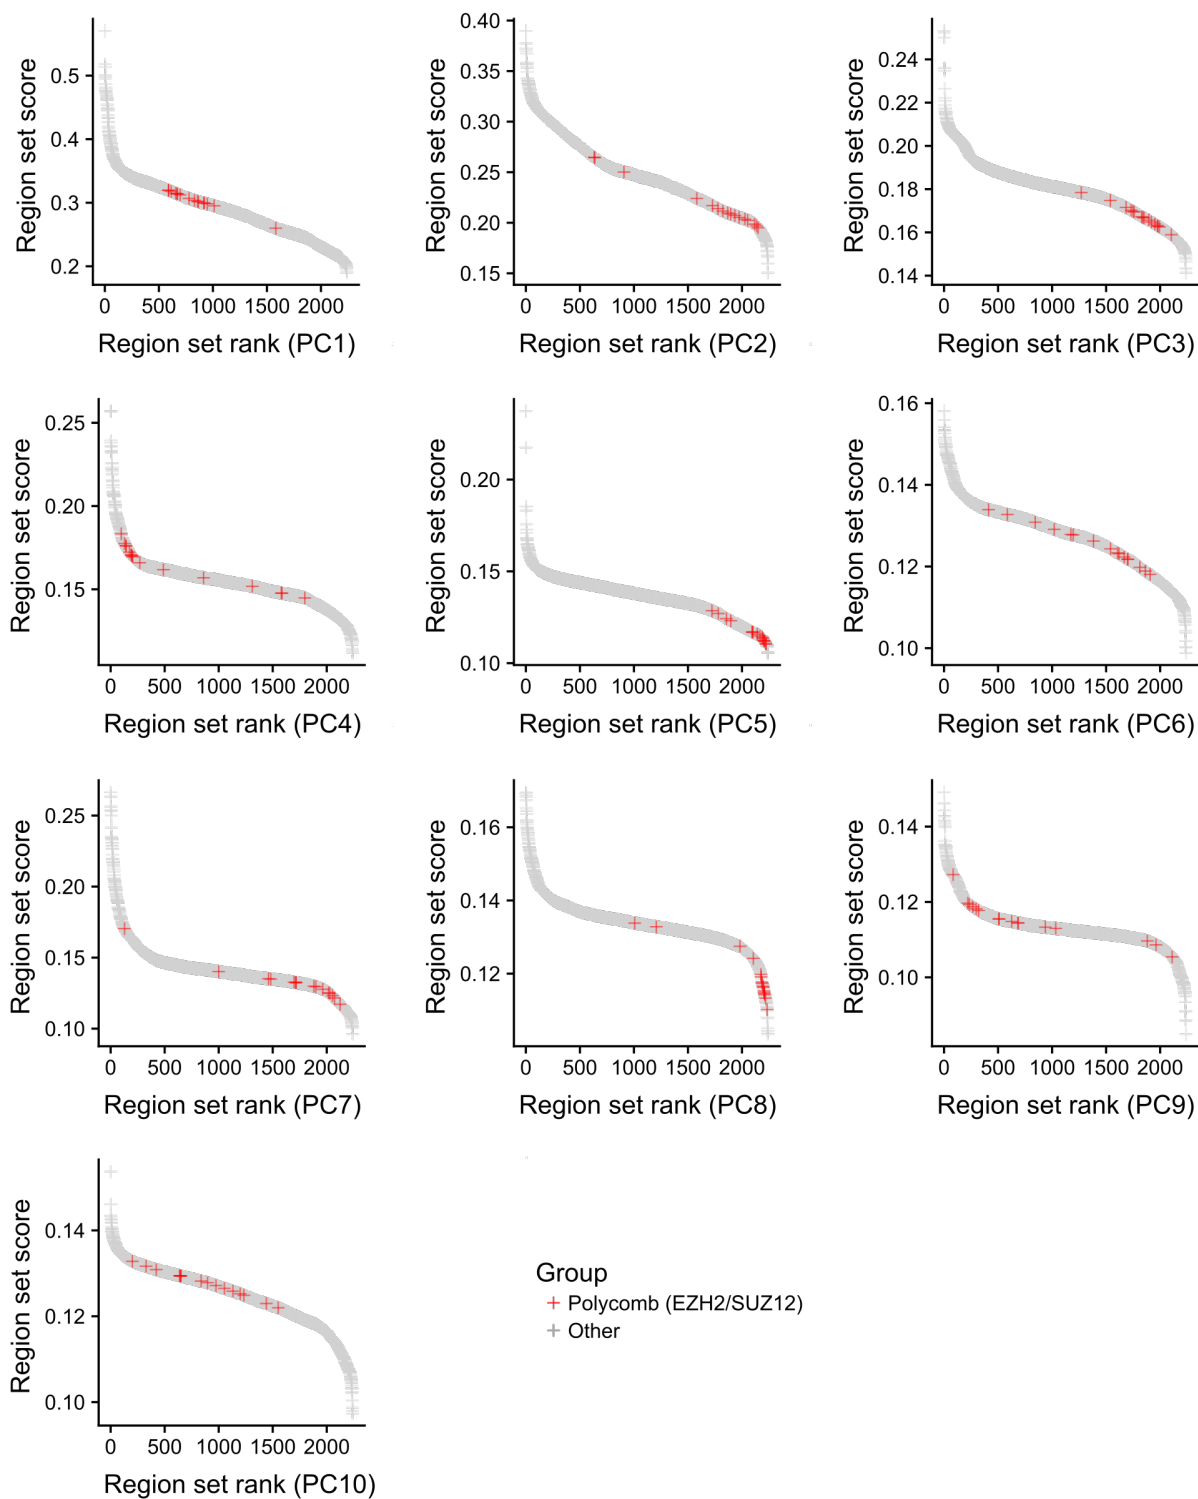 Region set score
0.5
0.4
0.3
0.2
0 500 1000 1500 2000
Region set rank (PC1)
Region set score
0.40
0.35
0.30
0.25
0.20
0.15
0 500 1000 1500 2000
Region set rank (PC2)
Region set score
0.24
0.22
0.20
0.18
0.16
0.14
0 500 1000 1500 2000
Region set rank (PC3)
Region set score
0.25
0.20
0.15
0 500 1000 1500 2000
Region set rank (PC4)
Region set score
0.20
0.15
0.10
0 500 1000 1500 2000
Region set rank (PC5)
Region set score
0.16
0.14
0.12
0.10
0 500 1000 1500 2000
Region set rank (PC6)
Region set score
0.25
0.20
0.15
0.10
0 500 1000 1500 2000
Region set rank (PC7)
Region set score
0.16
0.14
0.12
0 500 1000 1500 2000
Region set rank (PC8)
Region set score
0.14
0.12
0.10
0 500 1000 1500 2000
Region set rank (PC9)
Region set score
0.14
0.12
0.10
0 500 1000 1500 2000
Region set rank (PC10)
Group
Polycomb (EZH2/SUZ12)
Other